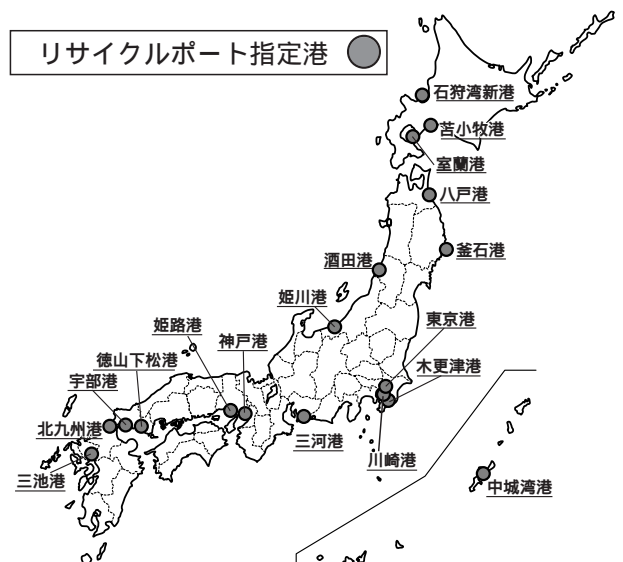 リサイクルポート指定港
石狩湾新港
苫小牧港
室蘭港
八戸港
釜石港
酒田港
姫川港
東京港
姫路港
神戸港
木更津港
徳山下松港
宇部港
北九州港
三河港
川崎港
三池港
中城湾港